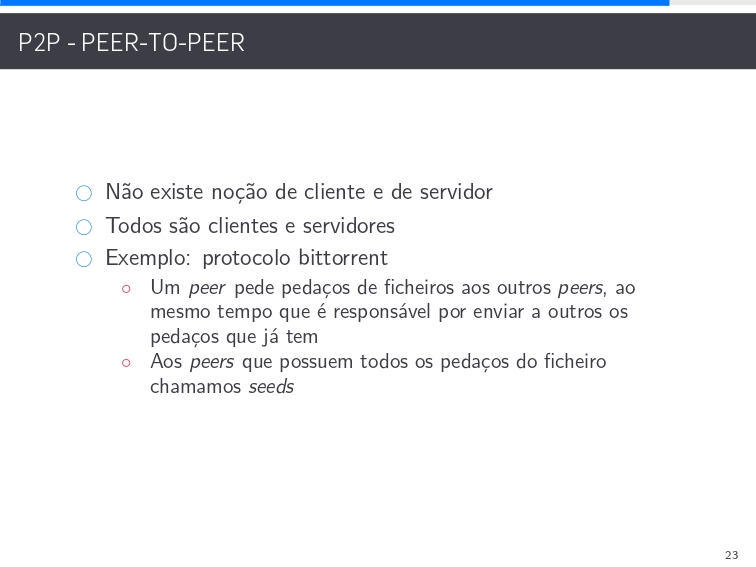 P2P - PEER-TO-PEER
Não existe noção de cliente e de servidor
Todos são clientes e servidores
Exemplo: protocolo bittorrent
Um peer pede pedaços de ficheiros aos outros peers, ao
mesmo tempo que é responsável por enviar a outros os
pedaços que já tem
Aos peers que possuem todos os pedaços do ficheiro
chamamos seeds
23